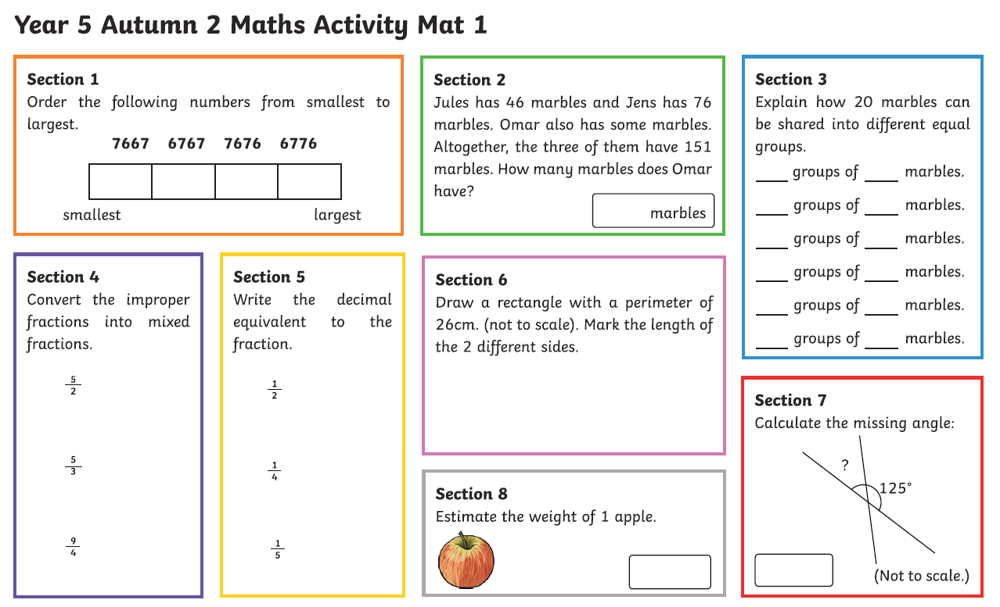 Year 5 Autumn 2 Maths Activity Mat 1
Section 1
Order the following numbers from smallest to
largest.
7667 6767 7676 6776
smallest largest
Section 2
Jules has 46 marbles and Jens has 76
marbles. Omar also has some marbles.
Altogether, the three of them have 151
marbles. How many marbles does Omar
have?
marbles
Section 3
Explain how 20 marbles can
be shared into different equal
groups.
____ groups of ____ marbles.
____ groups of ____ marbles.
____ groups of ____ marbles.
____ groups of ____ marbles.
____ groups of ____ marbles.
____ groups of ____ marbles.
Section 4
Convert the improper
fractions into mixed
fractions.
5/2
5/3
9/4
Section 5
Write the decimal
equivalent to the
fraction.
1/2
1/4
1/5
Section 6
Draw a rectangle with a perimeter of
26cm. (not to scale). Mark the length of
the 2 different sides.
Section 7
Calculate the missing angle:
?
125°
(Not to scale.)
Section 8
Estimate the weight of 1 apple.